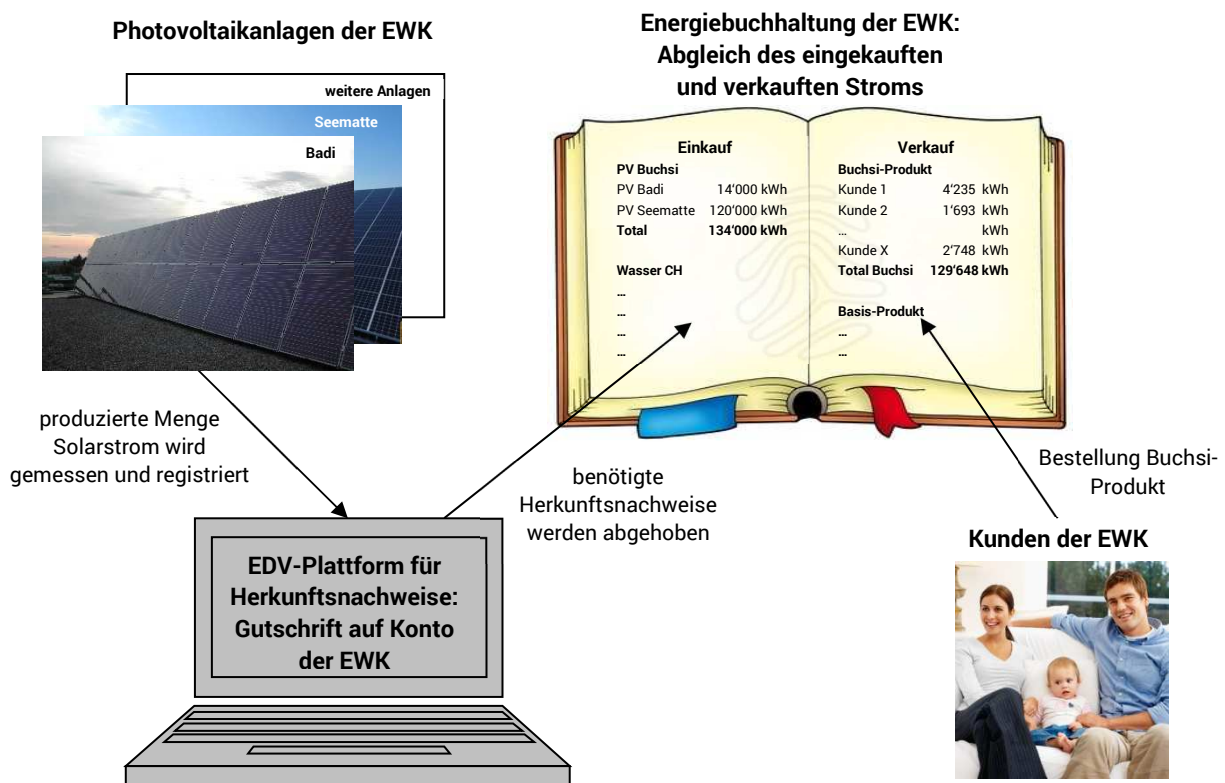 Photovoltaikanlagen der EWK
weitere Anlagen
Seematte
Badi
produzierte Menge
Solarstrom wird
gemessen und registriert
EDV-Plattform für
Herkunftsnachweise:
Gutschrift auf Konto
der EWK
benötigte
Herkunftsnachweise
werden abgehoben
Energiebuchhaltung der EWK:
Abgleich des eingekauften
und verkauften Stroms
Einkauf
PV Buchsi
PV Badi 14‘000 kWh
PV Seematte 120‘000 kWh
Total 134‘000 kWh
Wasser CH
...
...
...
...
Verkauf
Buchsi-Produkt
Kunde 1 4‘235 kWh
Kunde 2 1‘693 kWh
... kWh
Kunde X 2‘748 kWh
Total Buchsi 129‘648 kWh
Basis-Produkt
...
...
Bestellung Buchsi-
Produkt
Kunden der EWK